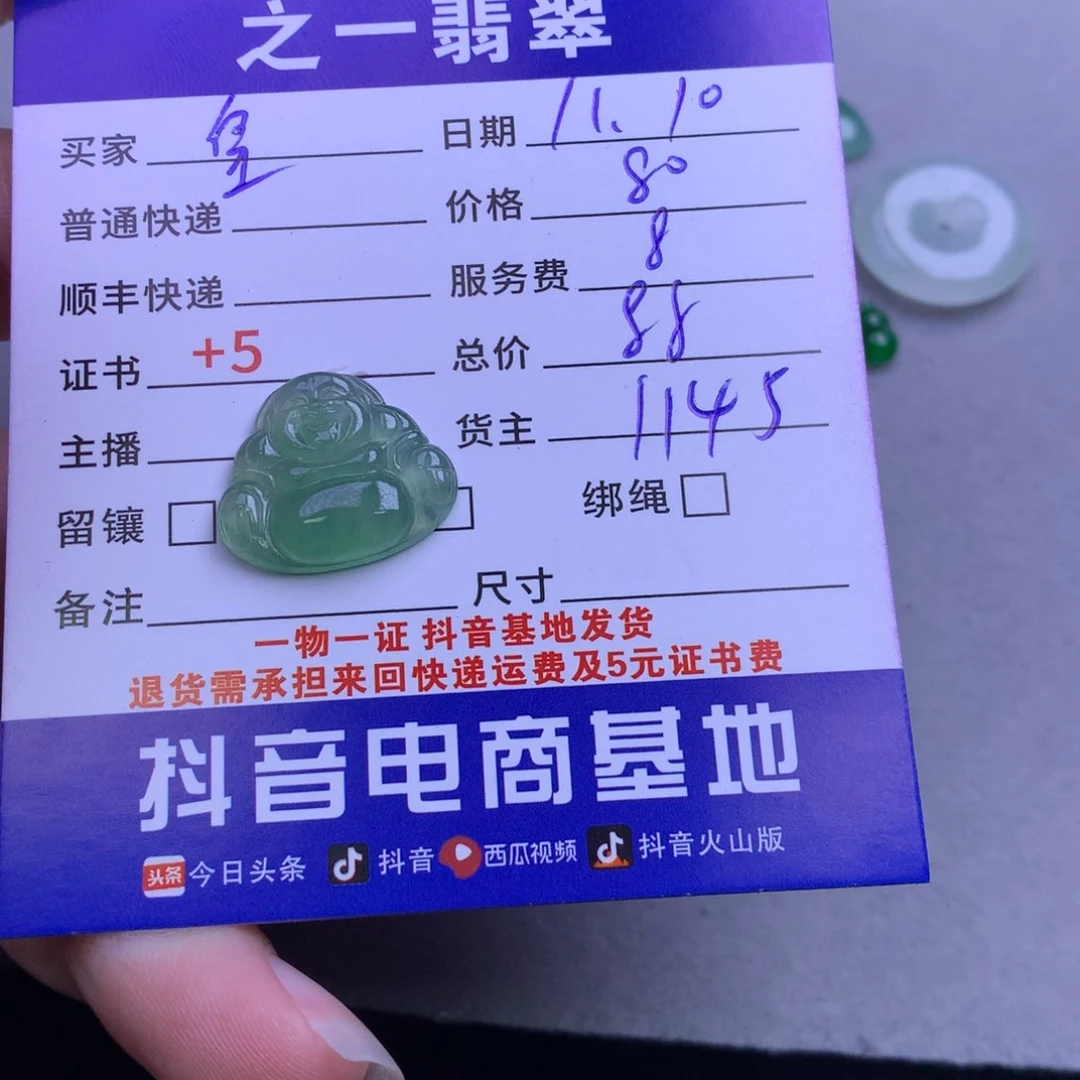 之一翡翠
买家 皇 日期 11.10
普通快递 价格 80
顺丰快递 服务费 8
证书 +5 总价 88
主播 货主 1145
留镶 绑绳
备注 尺寸
一物一证 抖音基地发货
退货需承担来回快递运费及5元证书费
抖音电商基地
头条 今日头条 抖音 西瓜视频 抖音火山版